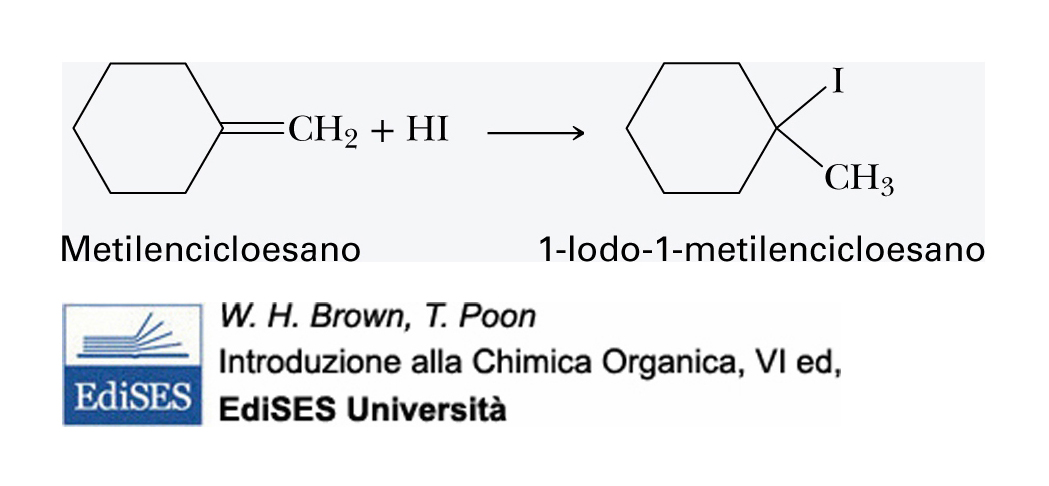 CH₂ + HI
I
CH₃
Metilencicloesano
1-Iodo-1-metilencicloesano
EdiSES
W. H. Brown, T. Poon
Introduzione alla Chimica Organica, VI ed,
EdiSES Università